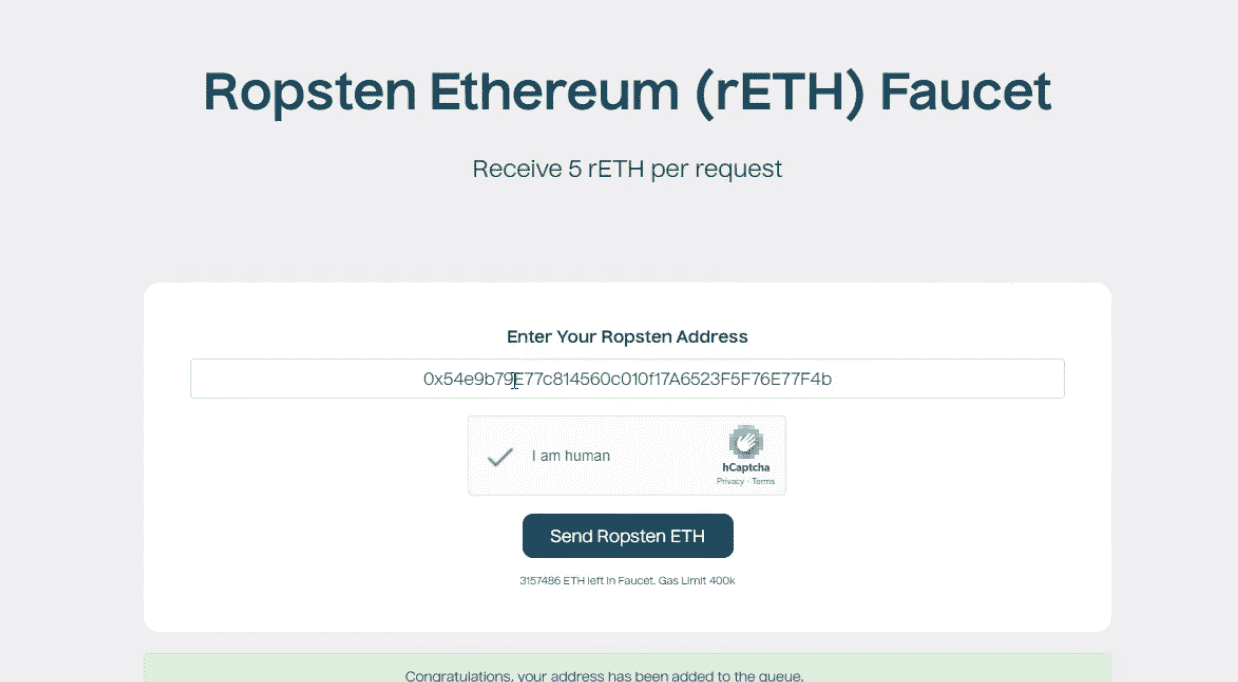 Ropsten Ethereum (rETH) Faucet
Receive 5 rETH per request
Enter Your Ropsten Address
0x54e9b79E77c814560c010f17A6523F5F76E77F4b
I am human
hCaptcha
Privacy - Terms
Send Ropsten ETH
3157486 ETH left in Faucet. Gas Limit 400k
Congratulations, your address has been added to the queue.